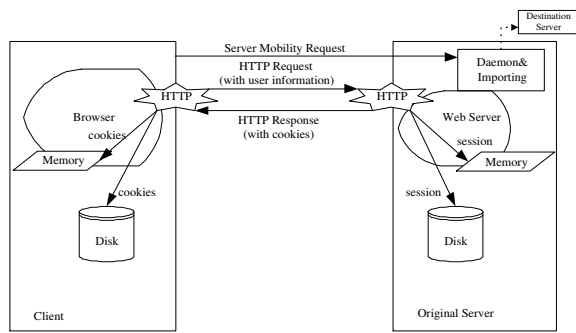 Destination
Server
Server Mobility Request
Daemon&
Importing
HTTP Request
(with user information)
HTTP
HTTP
HTTP Response
(with cookies)
Browser
cookies
Web Server
session
Memory
Memory
cookies
session
Disk
Disk
Client
Original Server